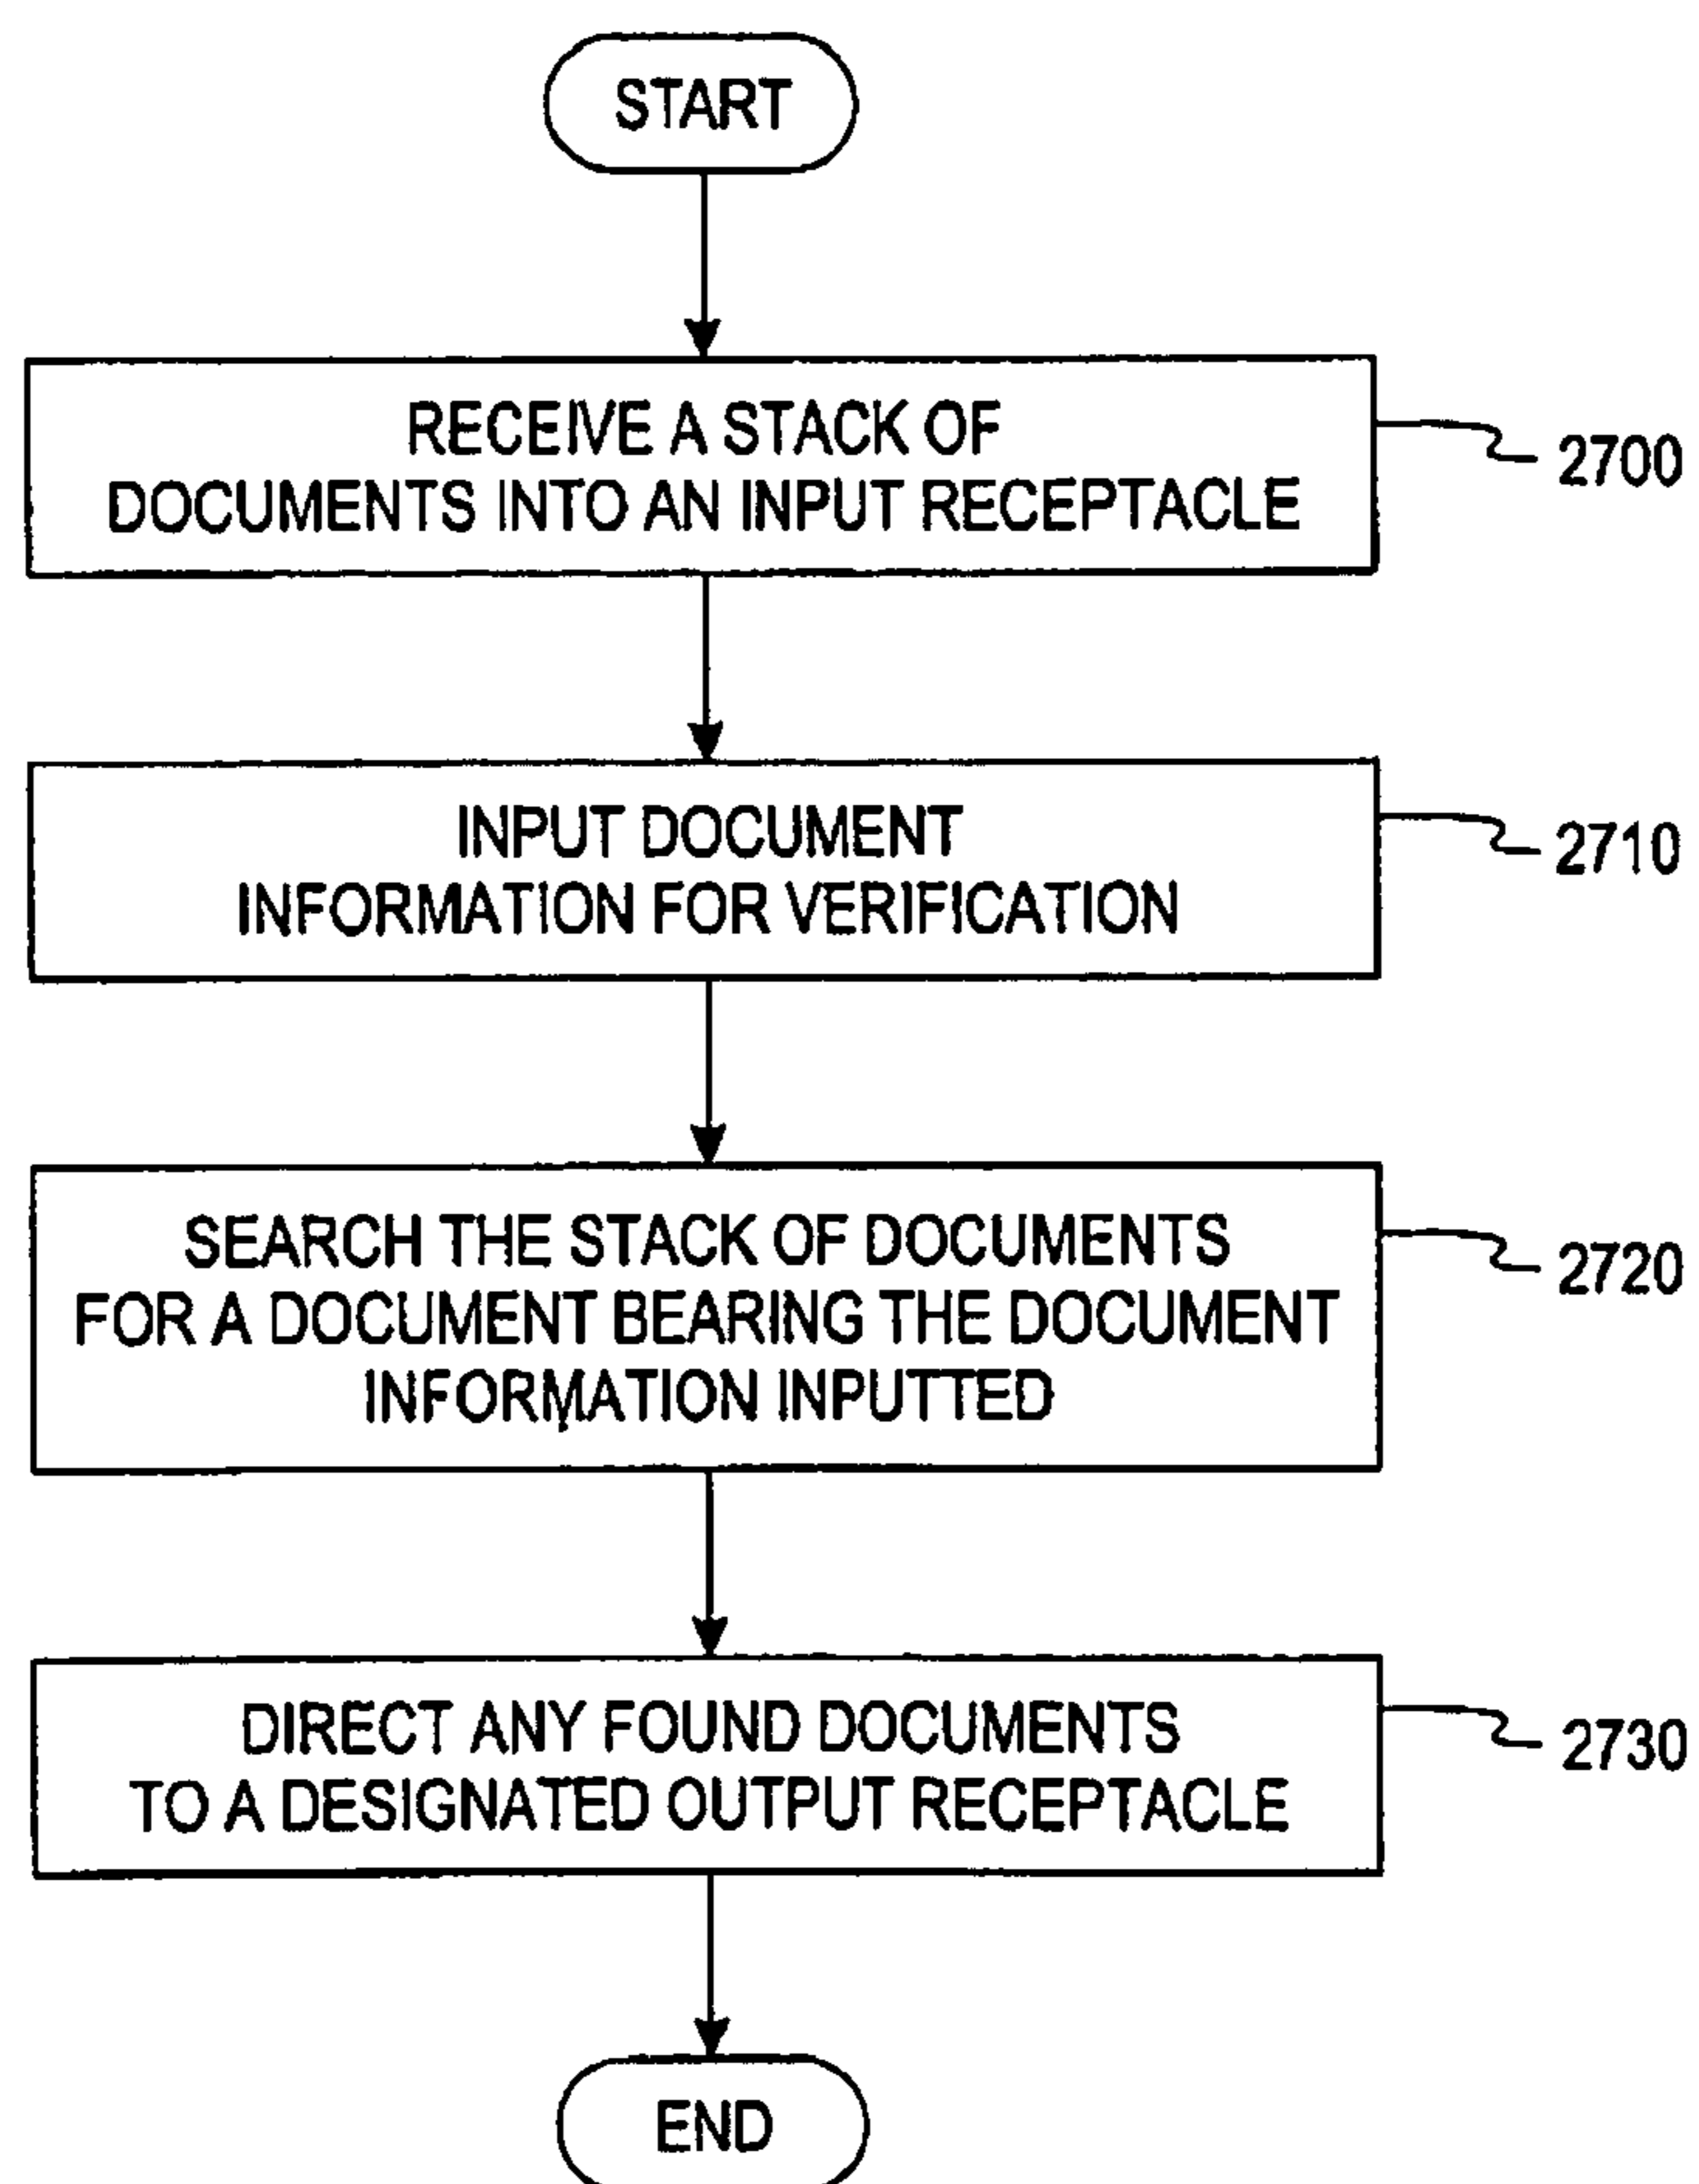 START
RECEIVE A STACK OF
DOCUMENTS INTO AN INPUT RECEPTACLE
2700
INPUT DOCUMENT
INFORMATION FOR VERIFICATION
2710
SEARCH THE STACK OF DOCUMENTS
FOR A DOCUMENT BEARING THE DOCUMENT
INFORMATION INPUTTED
2720
DIRECT ANY FOUND DOCUMENTS
TO A DESIGNATED OUTPUT RECEPTACLE
2730
END